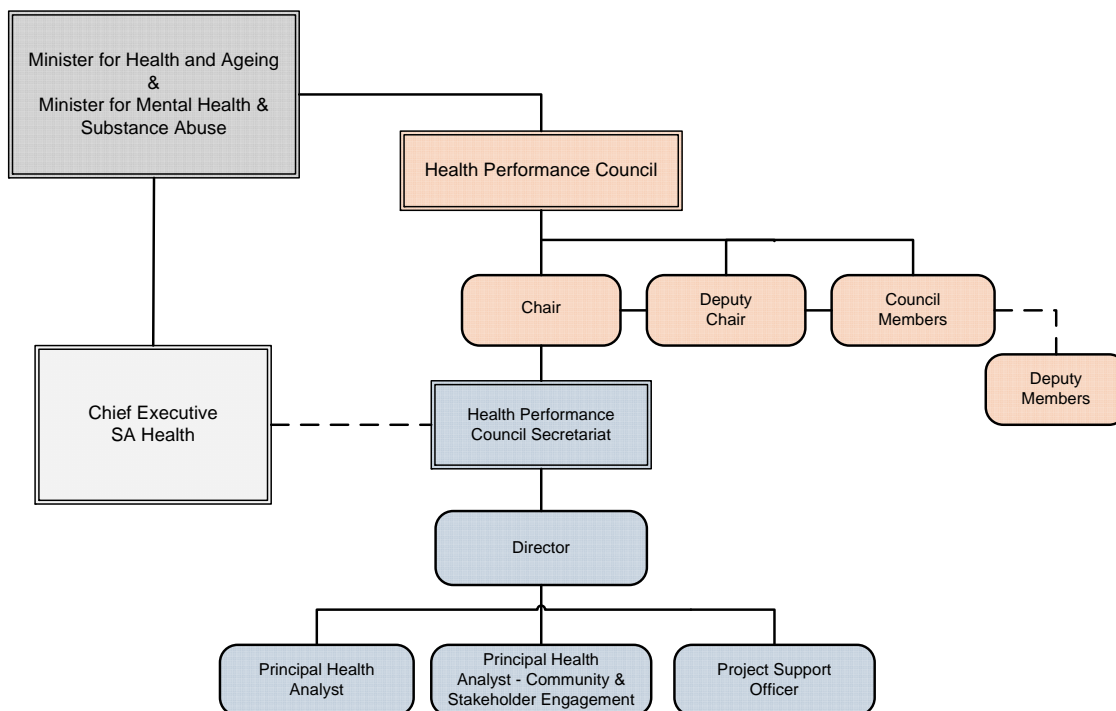 Minister for Health and Ageing
&
Minister for Mental Health &
Substance Abuse
Health Performance Council
Chair
Deputy
Chair
Council
Members
Deputy
Members
Chief Executive
SA Health
Health Performance
Council Secretariat
Director
Principal Health
Analyst
Principal Health
Analyst - Community &
Stakeholder Engagement
Project Support
Officer